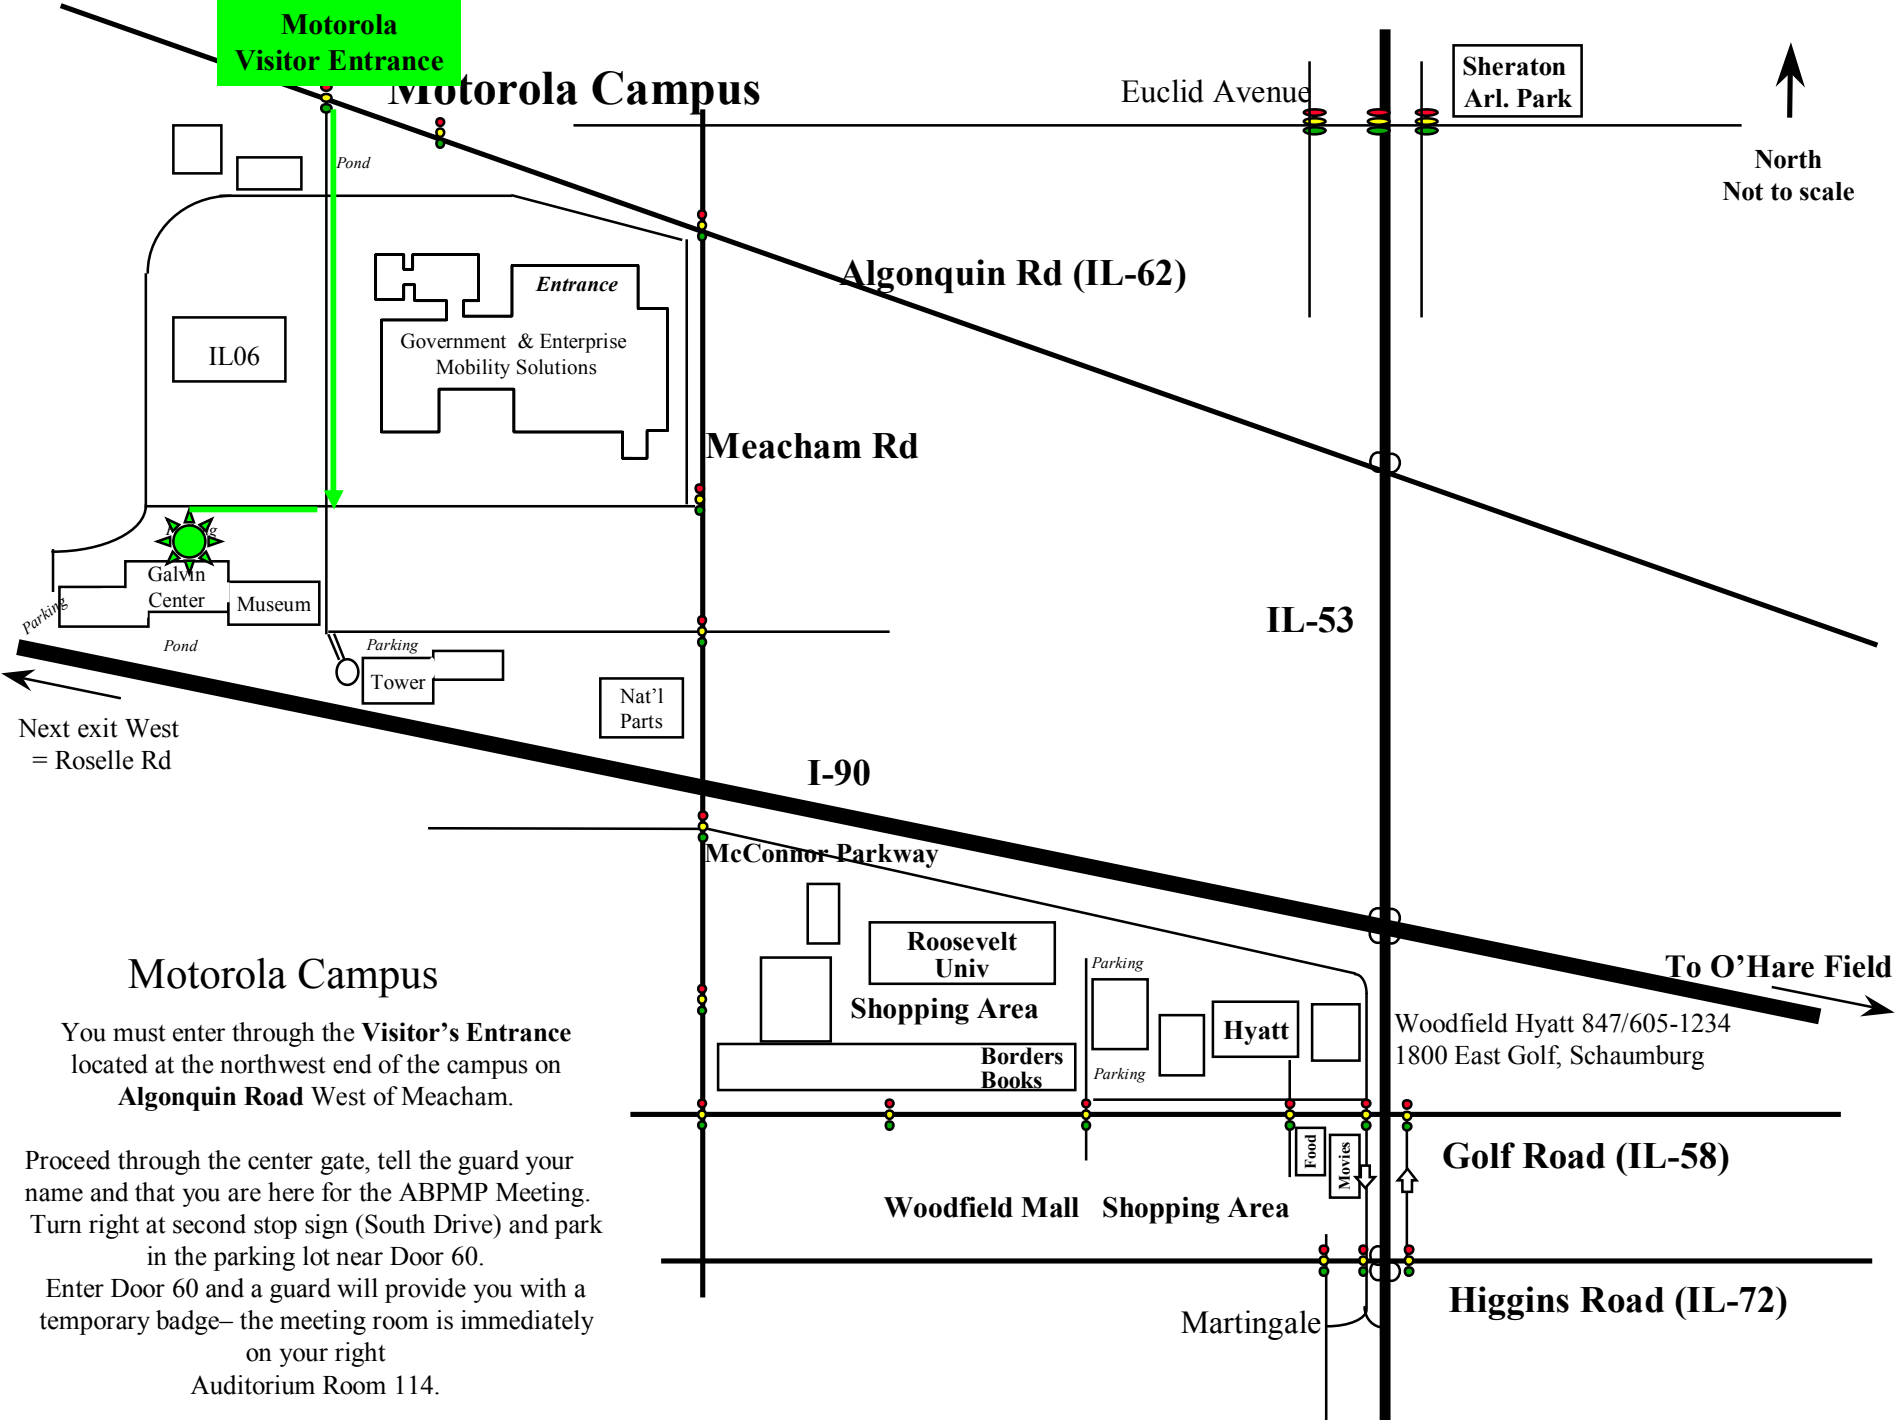 Motorola
Visitor Entrance
Motorola Campus
Euclid Avenue
Sheraton
Arl. Park
North
Not to scale
Pond
Algonquin Rd (IL-62)
Entrance
Government & Enterprise
Mobility Solutions
IL06
Meacham Rd
Galvin
Center
Museum
Parking
Pond
Parking
Tower
IL-53
Nat’l
Parts
Next exit West
= Roselle Rd
I-90
McConnor Parkway
Roosevelt
Univ
Shopping Area
Parking
Hyatt
Borders
Books
Parking
To O’Hare Field
Woodfield Hyatt 847/605-1234
1800 East Golf, Schaumburg
Golf Road (IL-58)
Food
Movies
Woodfield Mall Shopping Area
Higgins Road (IL-72)
Martingale
Motorola Campus
You must enter through the Visitor’s Entrance
located at the northwest end of the campus on
Algonquin Road West of Meacham.
Proceed through the center gate, tell the guard your
name and that you are here for the ABPMP Meeting.
Turn right at second stop sign (South Drive) and park
in the parking lot near Door 60.
Enter Door 60 and a guard will provide you with a
temporary badge– the meeting room is immediately
on your right
Auditorium Room 114.